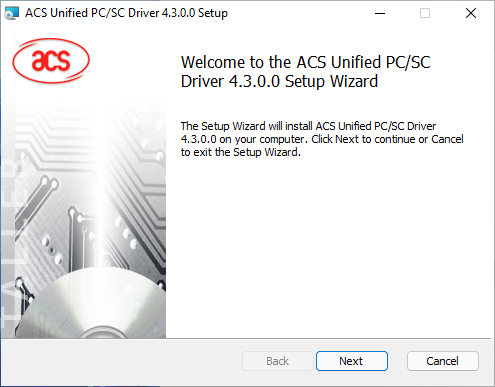 ACS Unified PC/SC Driver 4.3.0.0 Setup
acs
Welcome to the ACS Unified PC/SC
Driver 4.3.0.0 Setup Wizard
The Setup Wizard will install ACS Unified PC/SC Driver
4.3.0.0 on your computer. Click Next to continue or Cancel
to exit the Setup Wizard.
Back
Next
Cancel